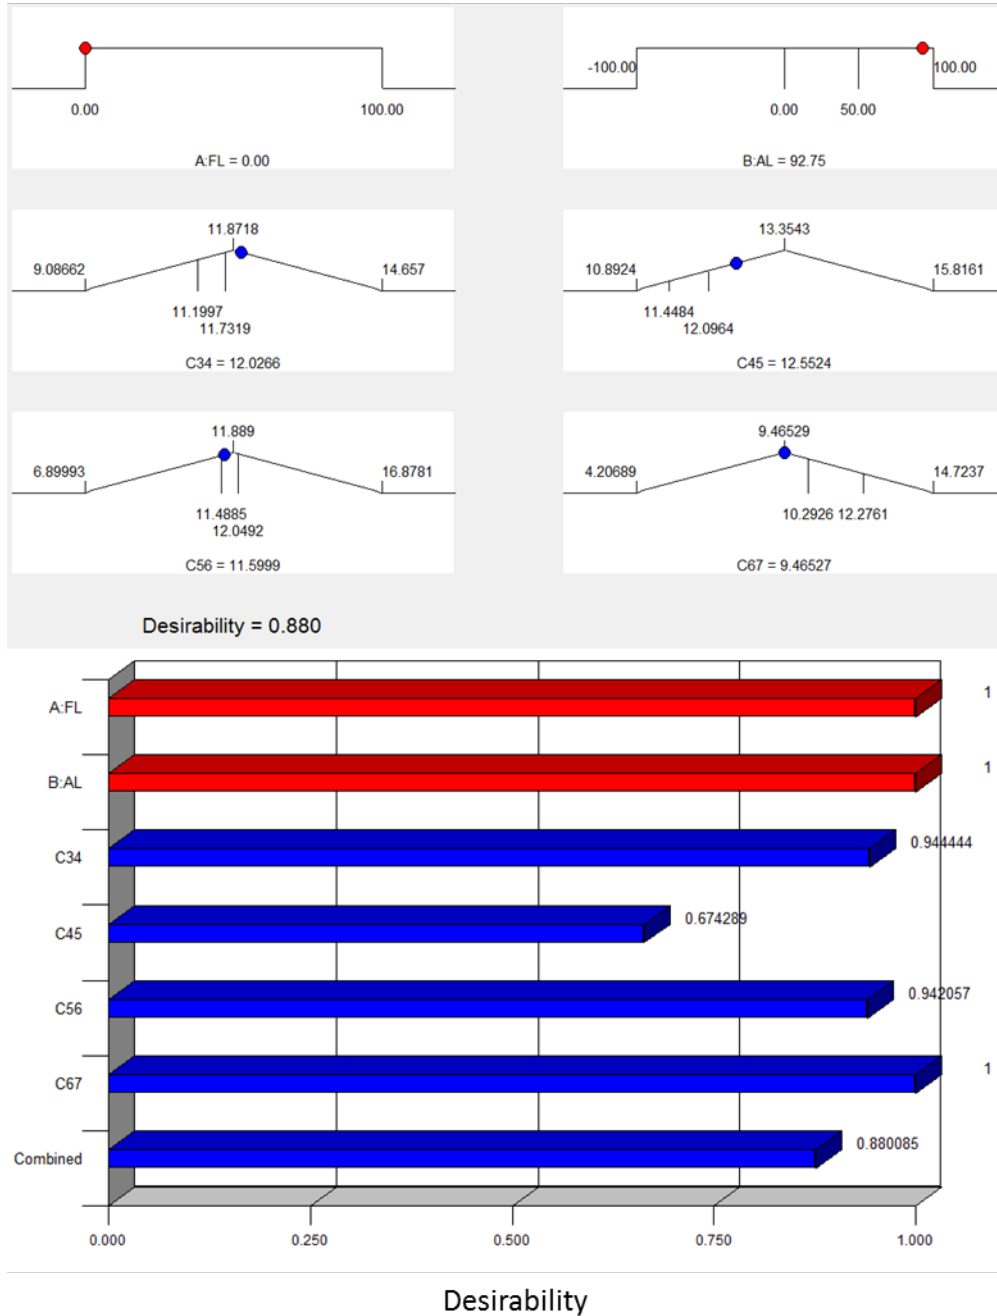 0.00
100.00
A:FL = 0.00
-100.00
100.00
0.00
50.00
B:AL = 92.75
11.8718
9.08662
14.657
11.1997
11.7319
C34 = 12.0266
13.3543
10.8924
15.8161
11.4484
12.0964
C45 = 12.5524
11.889
6.89993
16.8781
11.4885
12.0492
C56 = 11.5999
9.46529
4.20689
14.7237
10.2926 12.2761
C67 = 9.46527
Desirability = 0.880
A:FL
1
B:AL
1
C34
0.944444
C45
0.674289
C56
0.942057
C67
1
Combined
0.880085
0.000
0.250
0.500
0.750
1.000
Desirability